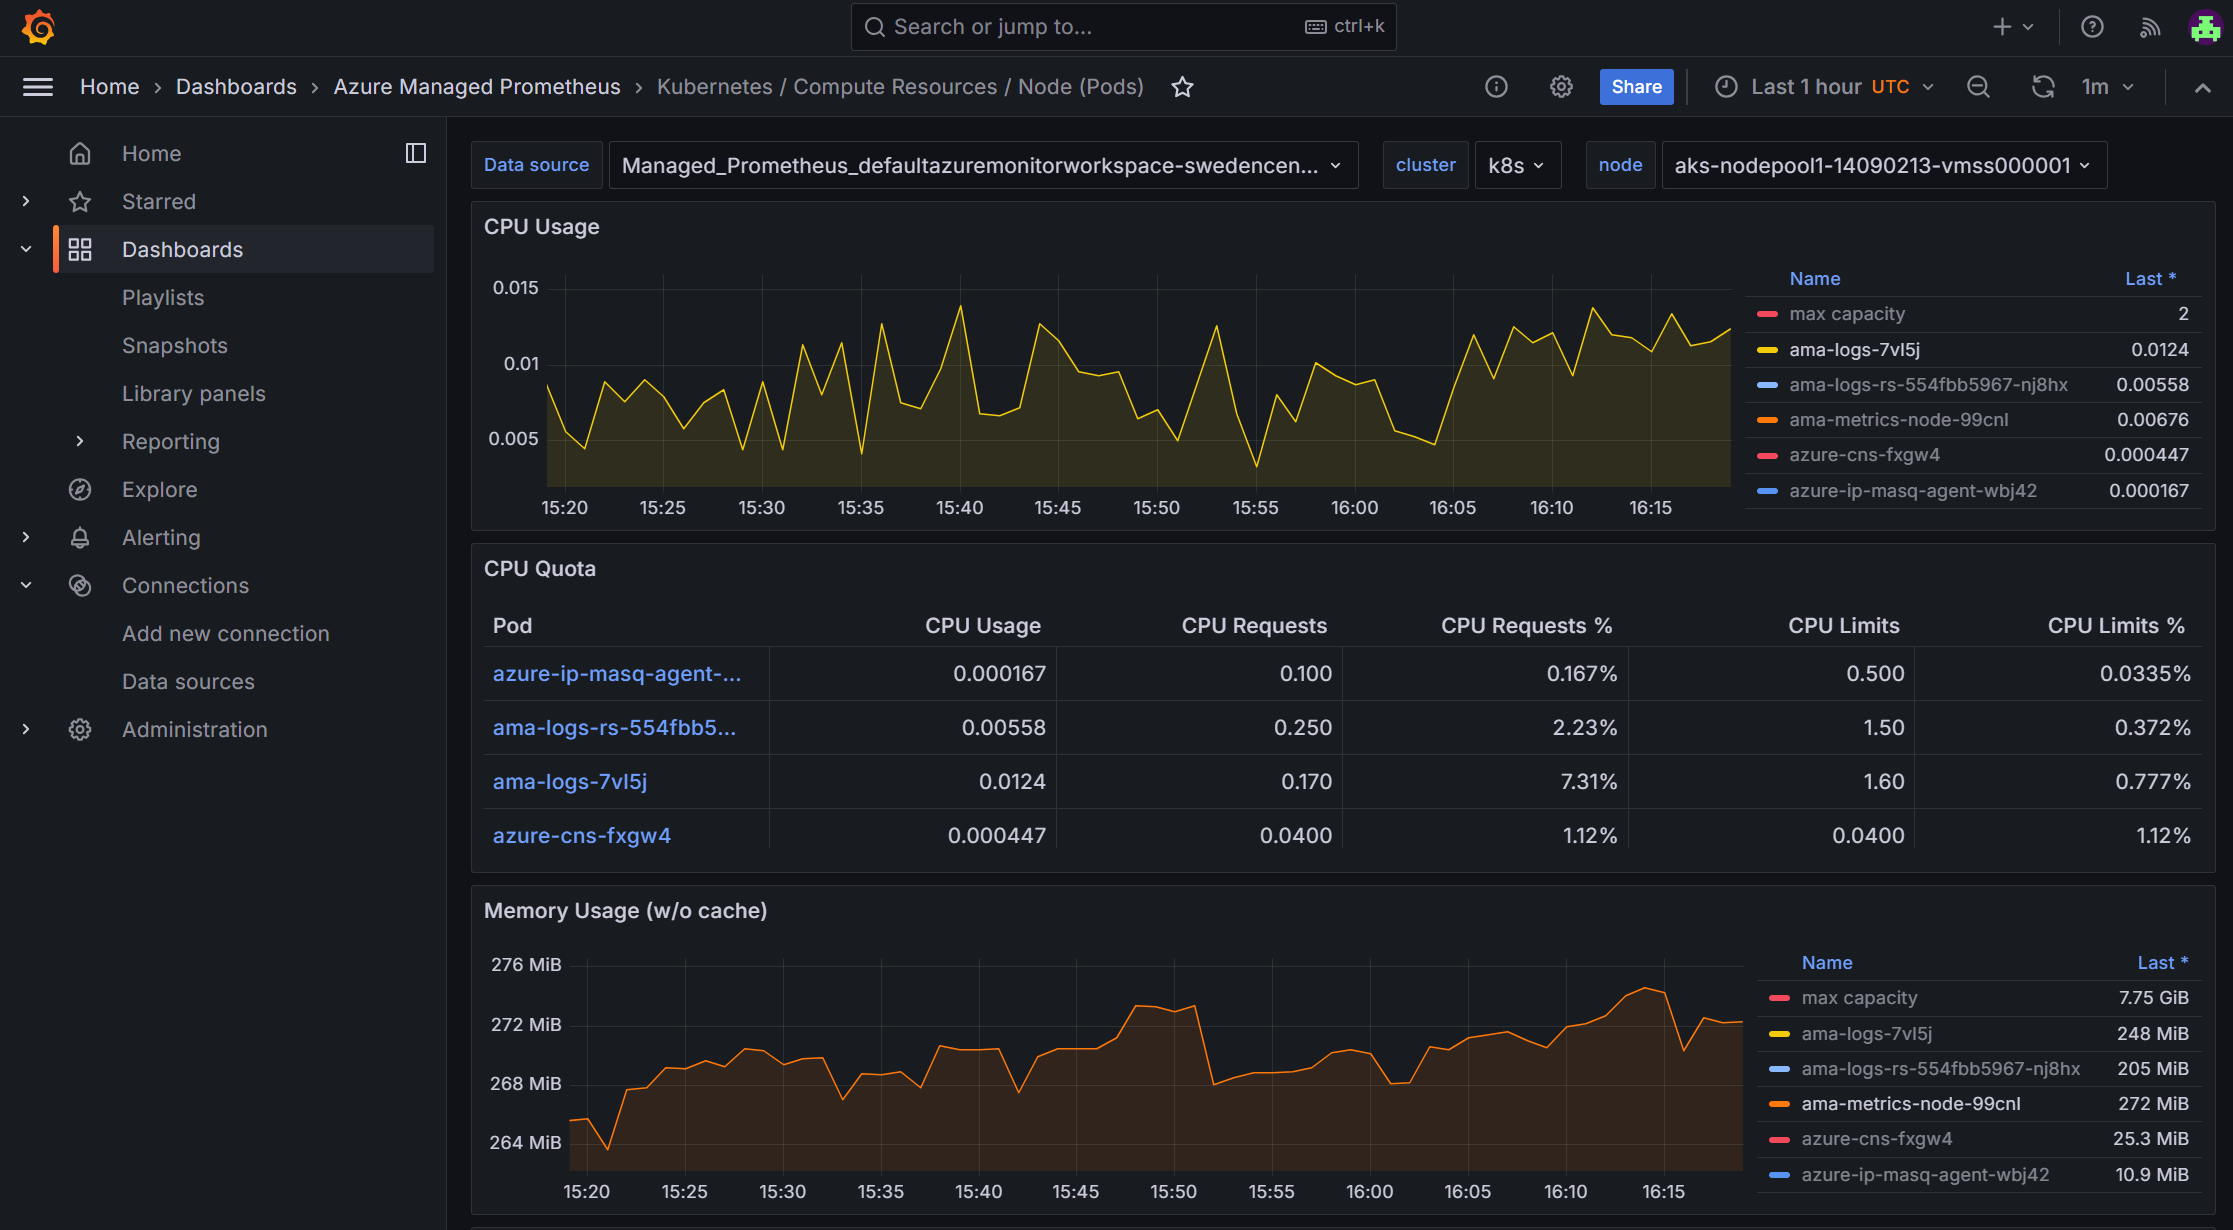 Search or jump to... ctrl+k
Home › Dashboards › Azure Managed Prometheus › Kubernetes / Compute Resources / Node (Pods)
Share
Last 1 hour UTC
1m
Home
Starred
Dashboards
Playlists
Snapshots
Library panels
Reporting
Explore
Alerting
Connections
Add new connection
Data sources
Administration
Data source Managed_Prometheus_defaultazuremonitorworkspace-swedencen... cluster k8s node aks-nodepool1-14090213-vmss000001
CPU Usage
0.015
0.01
0.005
15:20 15:25 15:30 15:35 15:40 15:45 15:50 15:55 16:00 16:05 16:10 16:15
Name Last *
max capacity 2
ama-logs-7vl5j 0.0124
ama-logs-rs-554fbb5967-nj8hx 0.00558
ama-metrics-node-99cnl 0.00676
azure-cns-fxgw4 0.000447
azure-ip-masq-agent-wbj42 0.000167
CPU Quota
Pod CPU Usage CPU Requests CPU Requests % CPU Limits CPU Limits %
azure-ip-masq-agent-... 0.000167 0.100 0.167% 0.500 0.0335%
ama-logs-rs-554fbb5... 0.00558 0.250 2.23% 1.50 0.372%
ama-logs-7vl5j 0.0124 0.170 7.31% 1.60 0.777%
azure-cns-fxgw4 0.000447 0.0400 1.12% 0.0400 1.12%
Memory Usage (w/o cache)
276 MiB
272 MiB
268 MiB
264 MiB
15:20 15:25 15:30 15:35 15:40 15:45 15:50 15:55 16:00 16:05 16:10 16:15
Name Last *
max capacity 7.75 GiB
ama-logs-7vl5j 248 MiB
ama-logs-rs-554fbb5967-nj8hx 205 MiB
ama-metrics-node-99cnl 272 MiB
azure-cns-fxgw4 25.3 MiB
azure-ip-masq-agent-wbj42 10.9 MiB